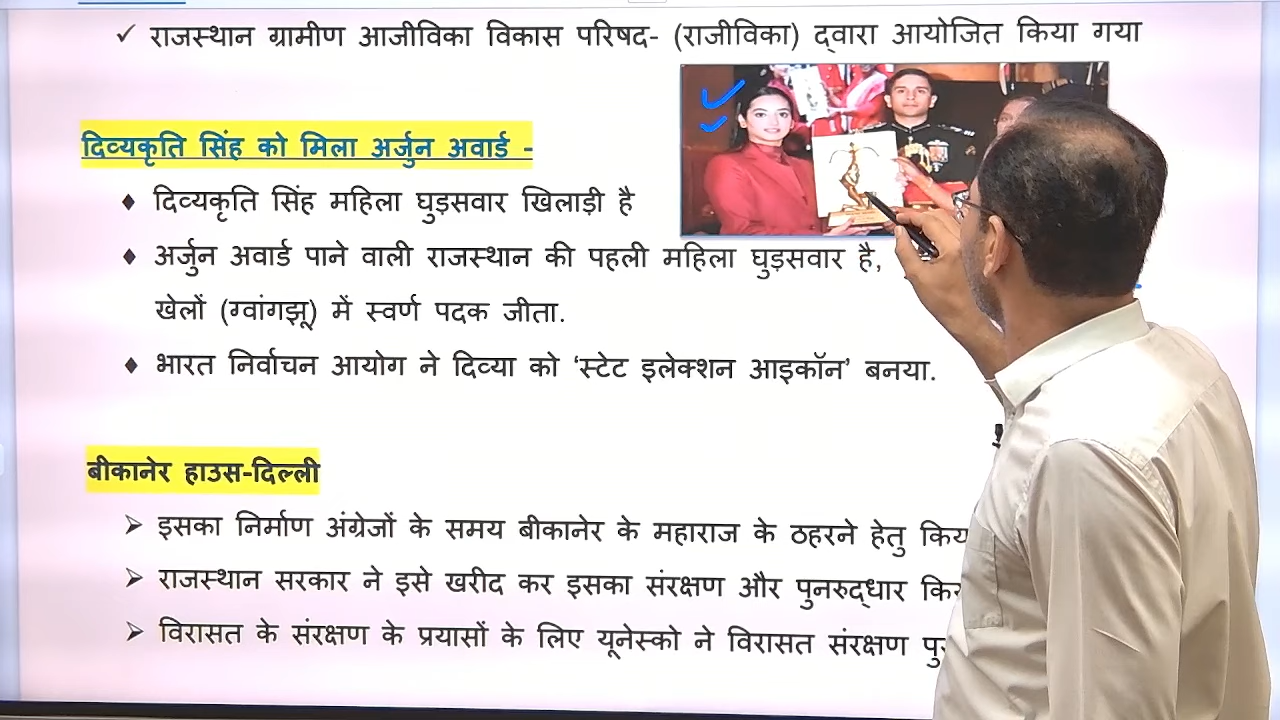 राजस्थान ग्रामीण आजीविका विकास परिषद- (राजीविका) द्वारा आयोजित किया गया
दिव्यकृति सिंह को मिला अर्जुन अवार्ड -
दिव्यकृति सिंह महिला घुड़सवार खिलाड़ी है
अर्जुन अवार्ड पाने वाली राजस्थान की पहली महिला घुड़सवार है,
खेलों (ग्वांगझू) में स्वर्ण पदक जीता.
भारत निर्वाचन आयोग ने दिव्या को ‘स्टेट इलेक्शन आइकॉन’ बनया.
बीकानेर हाउस-दिल्ली
इसका निर्माण अंग्रेजों के समय बीकानेर के महाराज के ठहरने हेतु
राजस्थान सरकार ने इसे खरीद कर इसका संरक्षण और पुनरुद्धार
विरासत के संरक्षण के प्रयासों के लिए यूनेस्को ने विरासत संरक्षण